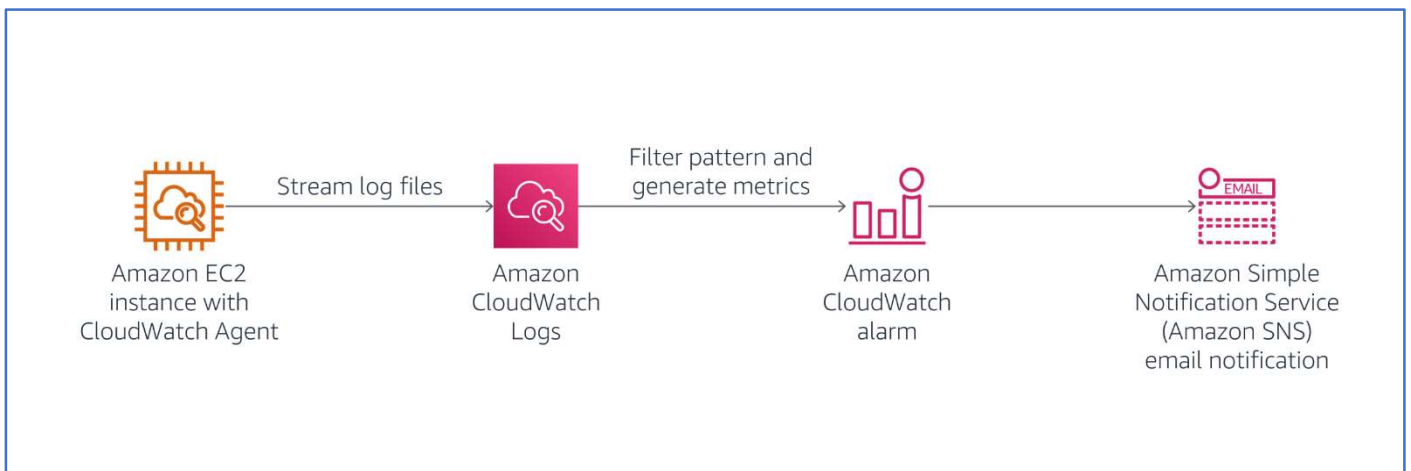 Stream log files
Filter pattern and
generate metrics
EMAIL
Amazon EC2
instance with
CloudWatch Agent
Amazon
CloudWatch
Logs
Amazon
CloudWatch
alarm
Amazon Simple
Notification Service
(Amazon SNS)
email notification